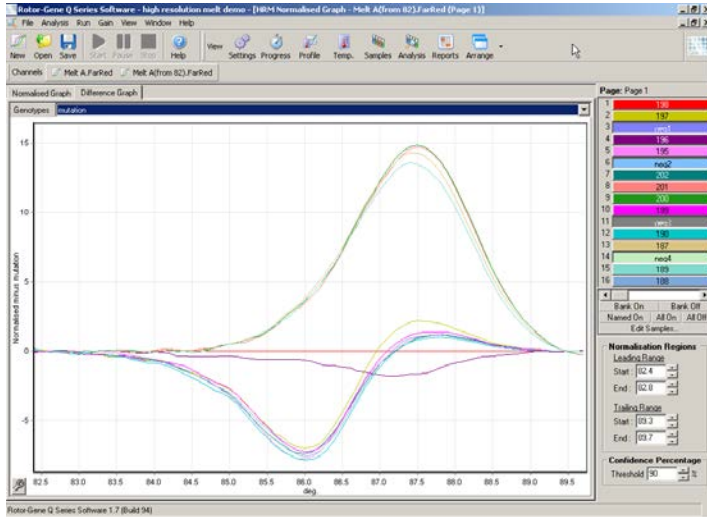 Rotor-Gene Q Series Software - high resolution melt demo - [HRM Normalised Graph - Melt A(from 82).FarRed (Page 1)]
File Analysis Run Gain View Window Help
New Open Save Start Pause Stop Help View Settings Progress Profile Temp. Samples Analysis Reports Arrange
Channels Melt A.FarRed Melt A(from 82).FarRed
Normalised Graph Difference Graph
Genotypes mutation
Normalised minus mutation
15
10
5
0
-5
82.5 83.0 83.5 84.0 84.5 85.0 85.5 86.0 86.5 87.0 87.5 88.0 88.5 89.0 89.5
deg.
Page: Page 1
1 198
2 197
3 neg1
4 196
5 195
6 neg2
7 202
8 201
9 200
10
11
12 190
13 187
14 neg4
15 189
16 188
Bank On Bank Off
Named On All On All Off
Edit Samples...
Normalisation Regions
Leading Range
Start: 82.4
End: 82.8
Trailing Range
Start: 89.3
End: 89.7
Confidence Percentage
Threshold 90 %
Rotor-Gene Q Series Software 1.7 (Build 94)